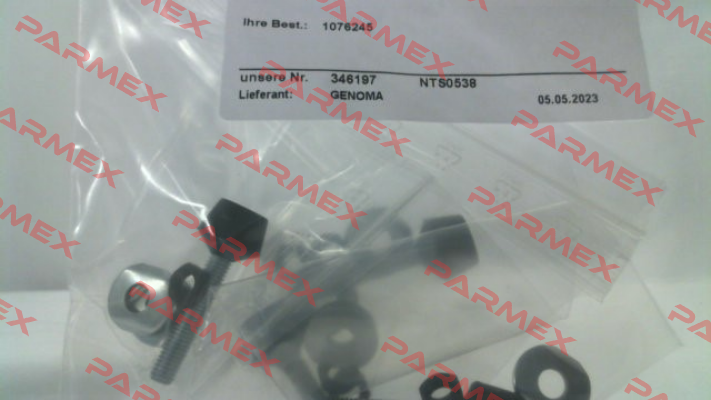 Ihre Best.: 1076245
unsere Nr. 346197 NTS0538
Lieferant: GENOMA 05.05.2023
PARMEX